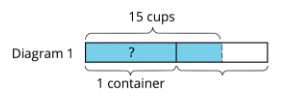 15 cups
Diagram 1
?
1 container